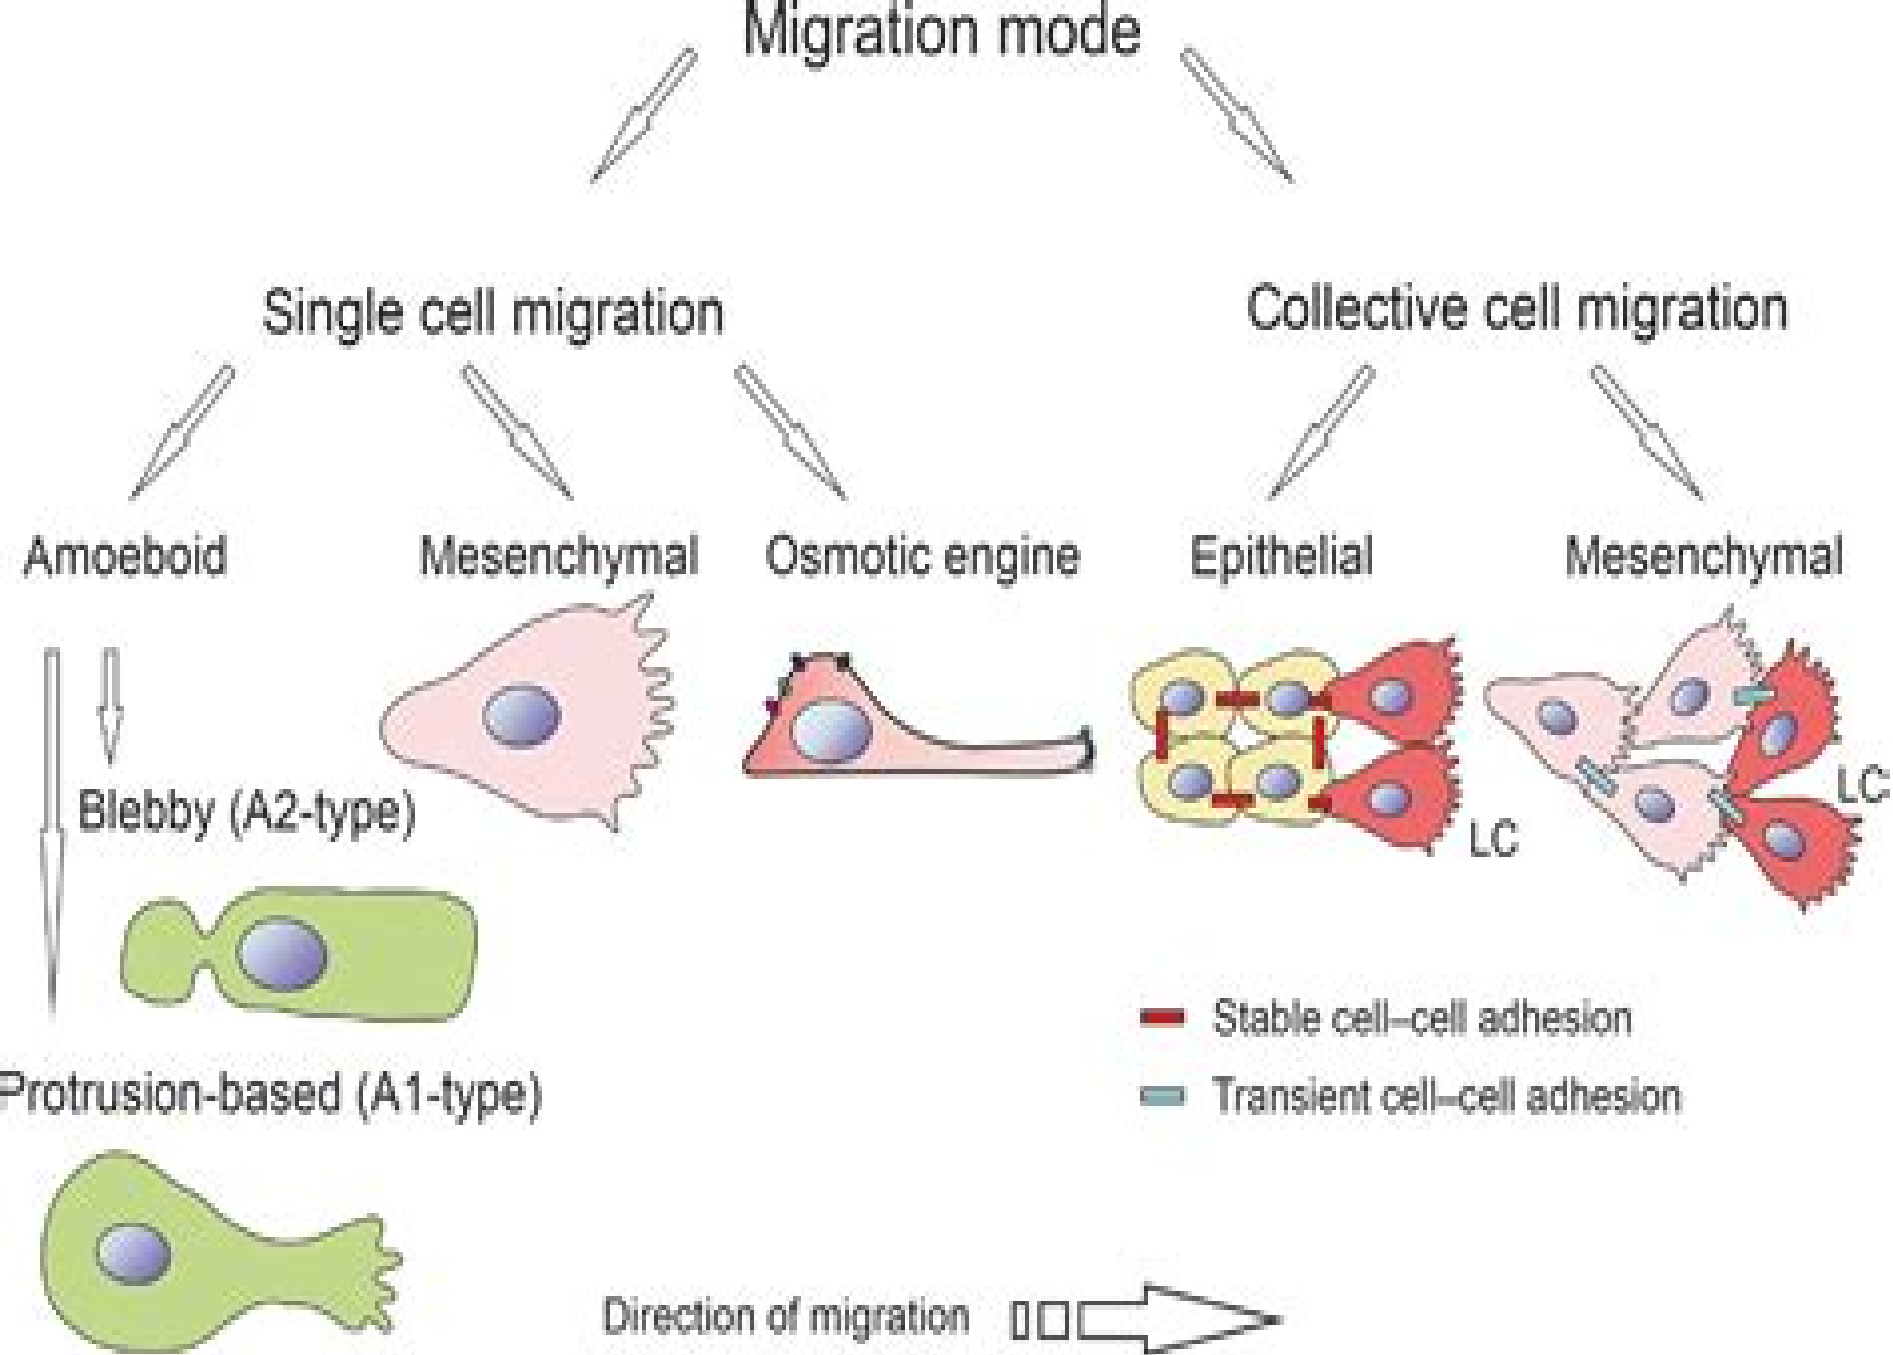 Migration mode
Single cell migration
Collective cell migration
Amoeboid
Mesenchymal
Osmotic engine
Epithelial
Mesenchymal
Blebby (A2-type)
LC
LC
Stable cell–cell adhesion
Protrusion-based (A1-type)
Transient cell–cell adhesion
Direction of migration